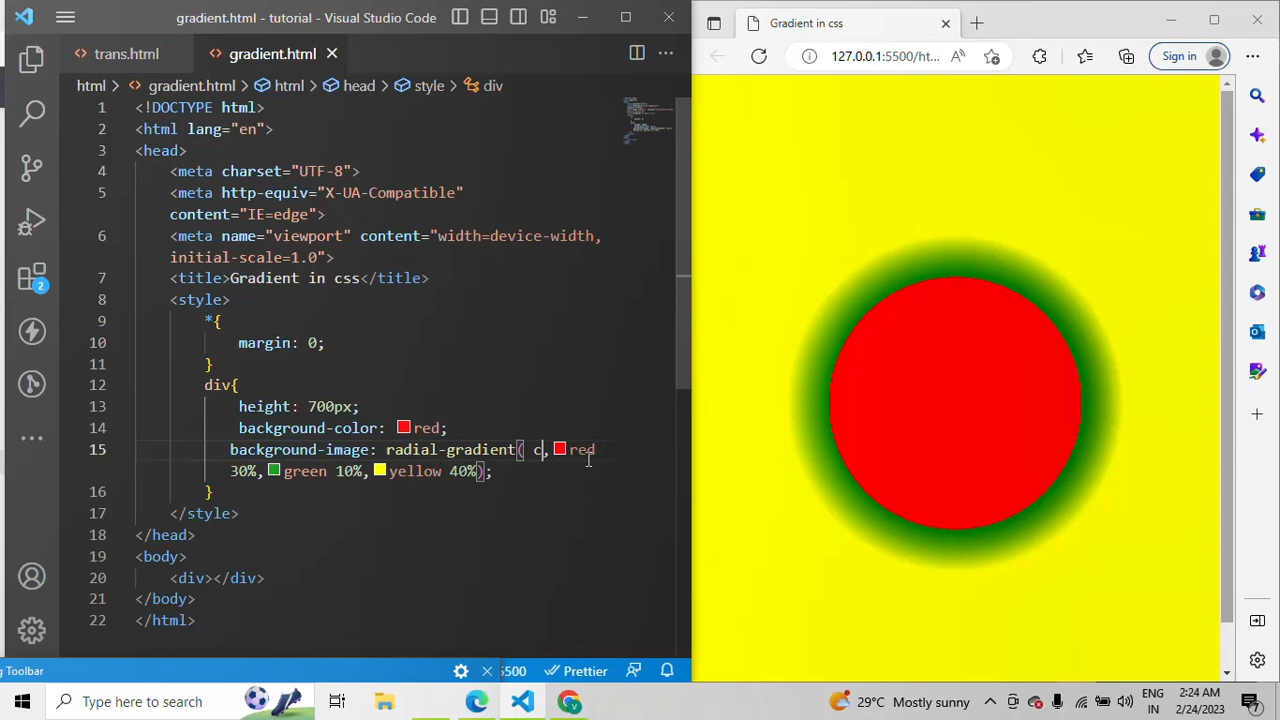 gradient.html - tutorial - Visual Studio Code
trans.html
gradient.html
html > gradient.html > html > head > style > div
1 <!DOCTYPE html>
2 <html lang="en">
3 <head>
4 <meta charset="UTF-8">
5 <meta http-equiv="X-UA-Compatible"
content="IE=edge">
6 <meta name="viewport" content="width=device-width,
initial-scale=1.0">
7 <title>Gradient in css</title>
8 <style>
9 *{
10 margin: 0;
11 }
12 div{
13 height: 700px;
14 background-color: red;
15 background-image: radial-gradient( c, red
30%, green 10%, yellow 40%);
16 }
17 </style>
18 </head>
19 <body>
20 <div></div>
21 </body>
22 </html>
2
g Toolbar
5500
Prettier
Gradient in css
127.0.0.1:5500/ht...
Sign in
Type here to search
29°C Mostly sunny
ENG
IN
2:24 AM
2/24/2023
7